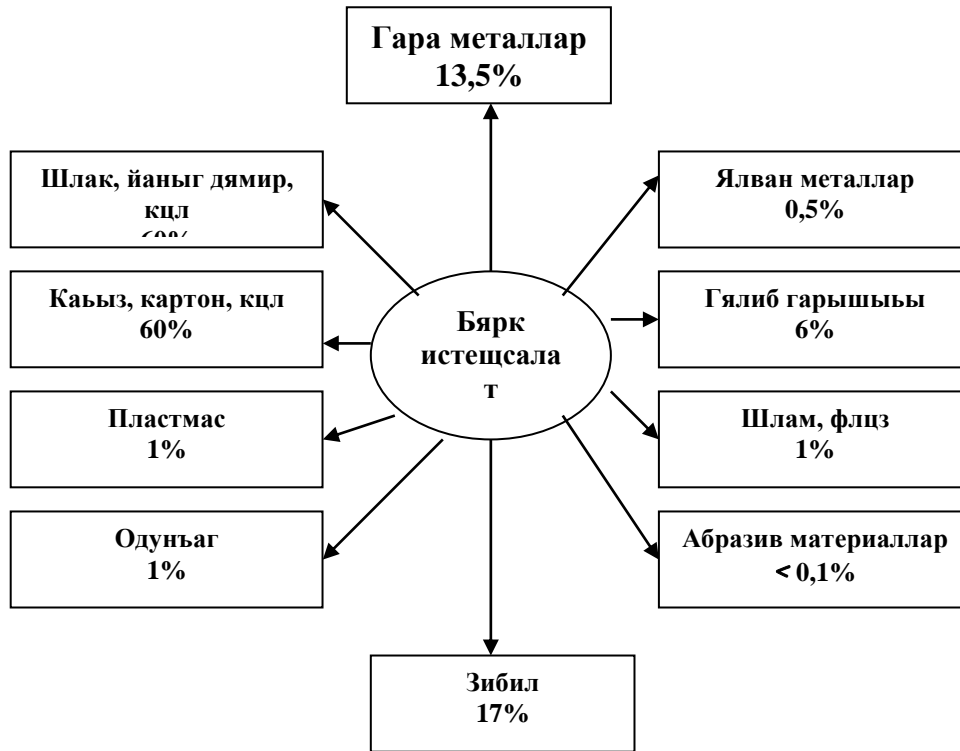 Гара металлар
13,5%
Шлак, йаныг дямир,
кцл
60%
Ялван металлар
0,5%
Каьыз, картон, кцл
60%
Бярк
истещсала
т
Гялиб гарышыьы
6%
Пластмас
1%
Шлам, флцз
1%
Одунъаг
1%
Абразив материаллар
< 0,1%
Зибил
17%